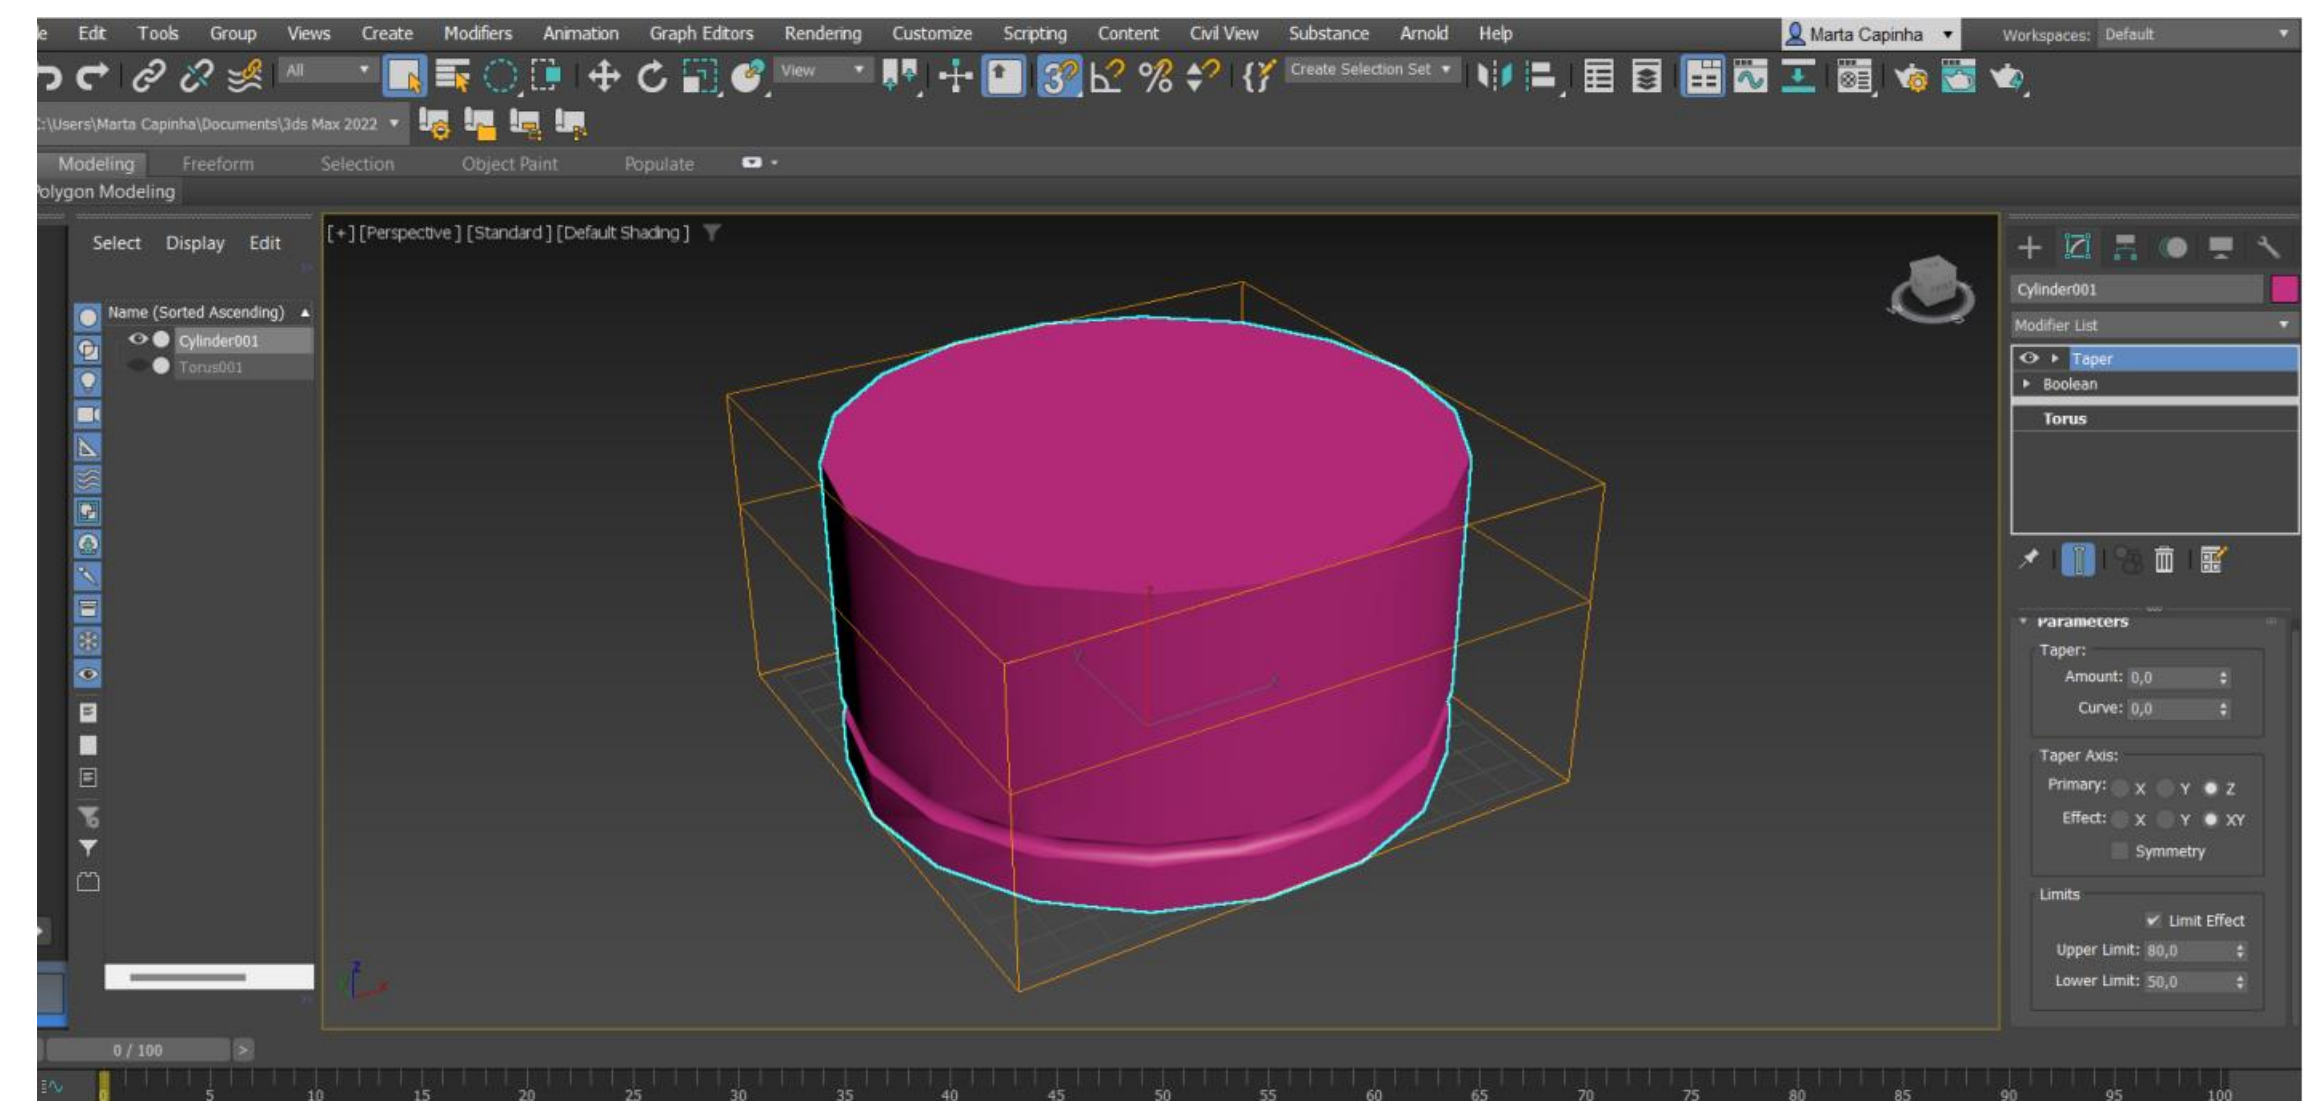 e Edit Tools Group Views Create Modifiers Animation Graph Editors Rendering Customize Scripting Content Civil View Substance Arnold Help Marta Capinha Workspaces: Default
All View Create Selection Set
:\Users\Marta Capinha\Documents\3ds Max 2022
Modeling Freeform Selection Object Paint Populate
Polygon Modeling
Select Display Edit
[+] [Perspective] [Standard] [Default Shading]
Name (Sorted Ascending)
Cylinder001
Torus001
Cylinder001
Modifier List
Taper
Boolean
Torus
Parameters
Taper:
Amount: 0,0
Curve: 0,0
Taper Axis:
Primary: X Y Z
Effect: X Y XY
Symmetry
Limits
Limit Effect
Upper Limit: 80,0
Lower Limit: 50,0
z
x
0 / 100 >
0 5 10 15 20 25 30 35 40 45 50 55 60 65 70 75 80 85 90 95 100